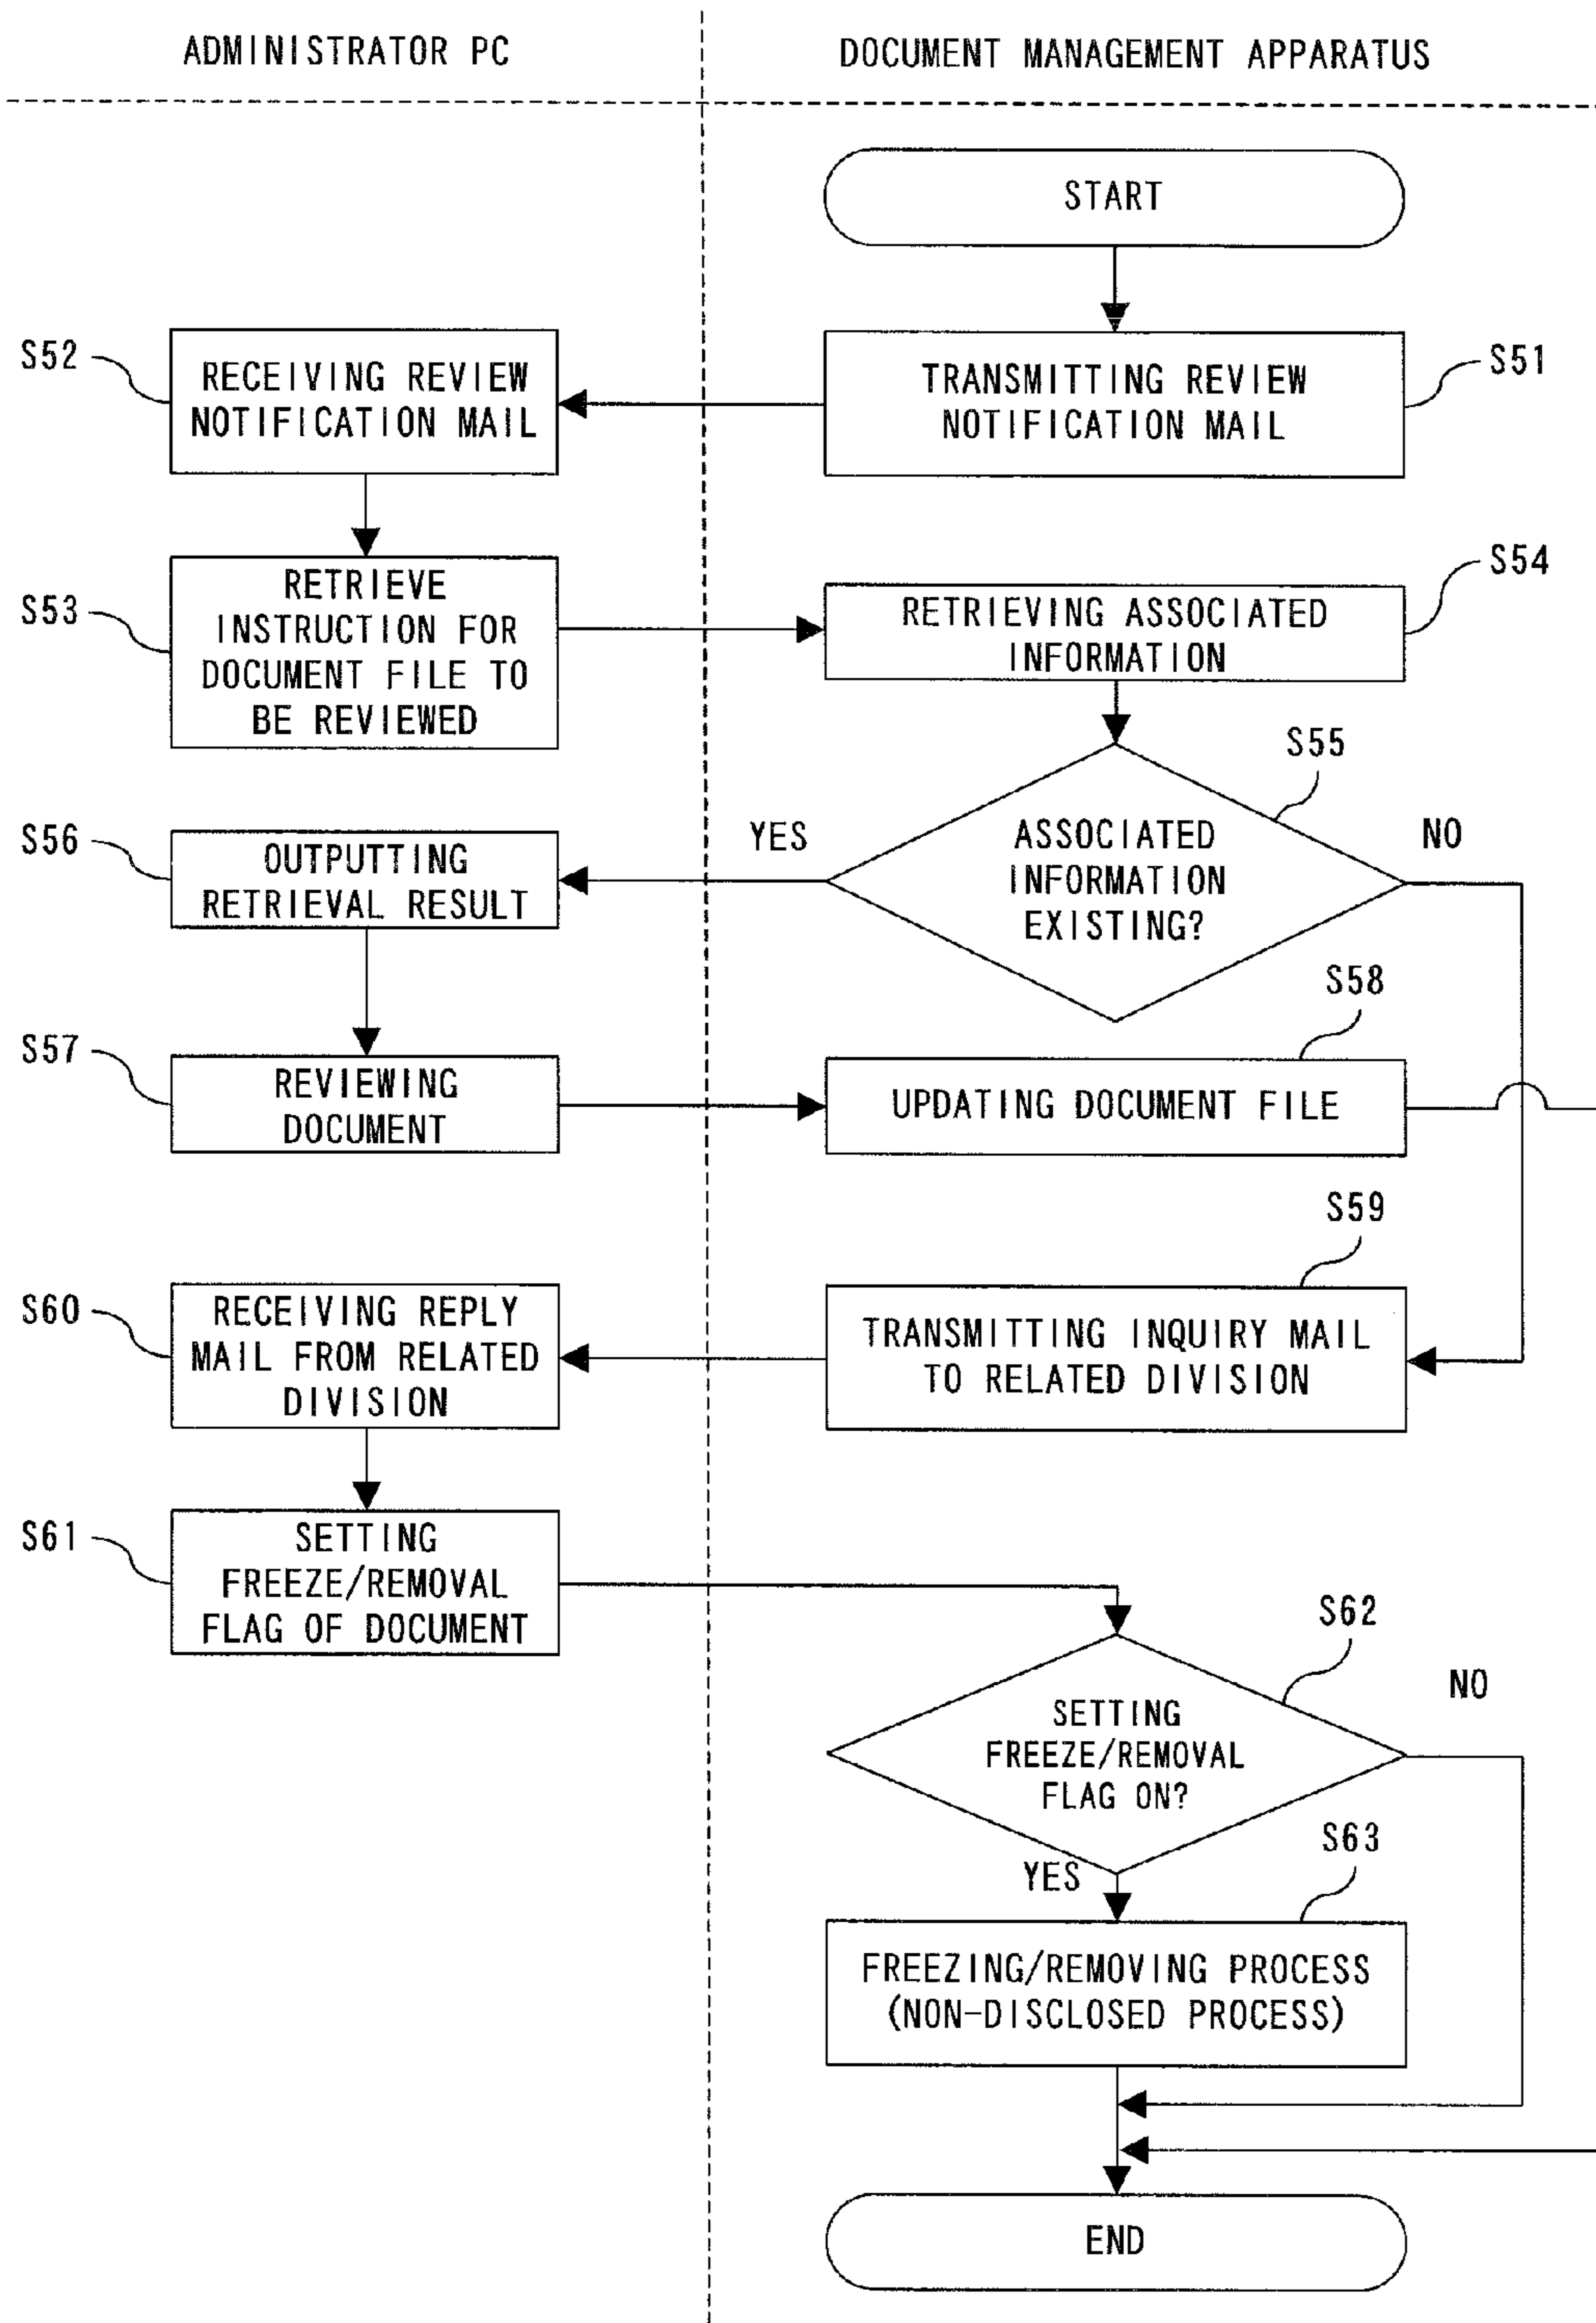 ADMINISTRATOR PC
DOCUMENT MANAGEMENT APPARATUS
START
S52
RECEIVING REVIEW
NOTIFICATION MAIL
TRANSMITTING REVIEW
NOTIFICATION MAIL
S51
S53
RETRIEVE
INSTRUCTION FOR
DOCUMENT FILE TO
BE REVIEWED
RETRIEVING ASSOCIATED
INFORMATION
S54
S55
S56
OUTPUTTING
RETRIEVAL RESULT
YES
ASSOCIATED
INFORMATION
EXISTING?
NO
S57
REVIEWING
DOCUMENT
S58
UPDATING DOCUMENT FILE
S59
S60
RECEIVING REPLY
MAIL FROM RELATED
DIVISION
TRANSMITTING INQUIRY MAIL
TO RELATED DIVISION
S61
SETTING
FREEZE/REMOVAL
FLAG OF DOCUMENT
S62
SETTING
FREEZE/REMOVAL
FLAG ON?
NO
YES
S63
FREEZING/REMOVING PROCESS
(NON-DISCLOSED PROCESS)
END